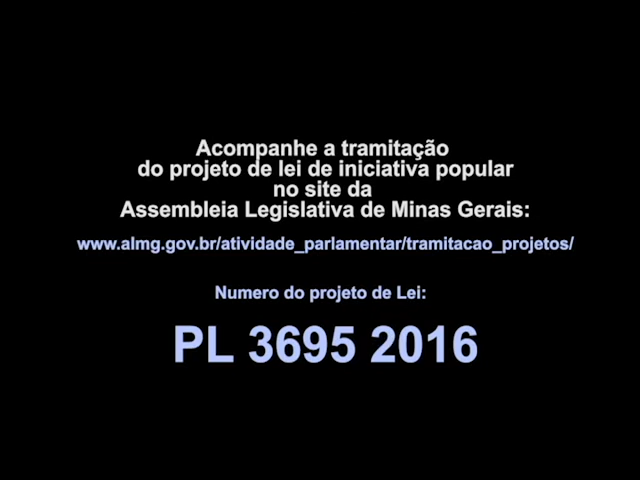 Acompanhe a tramitação
do projeto de lei de iniciativa popular
no site da
Assembleia Legislativa de Minas Gerais:
www.almg.gov.br/atividade_parlamentar/tramitacao_projetos/
Numero do projeto de Lei:
PL 3695 2016